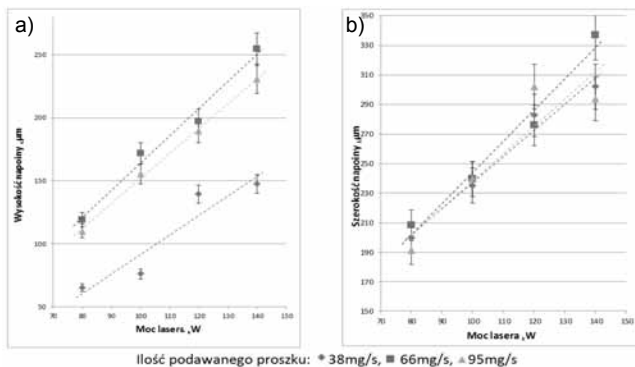 a)
Wysokość napoiny ,µm
250
200
150
100
50
70 80 90 100 110 120 130 140 150
Moc lasers ,W
b)
Szerokość napoiny ,µm
350
330
310
290
270
250
230
210
190
170
150
70 80 90 100 110 120 130 140 150
Moc lasera ,W
Ilość podawanego proszku: 38mg/s, 66mg/s, 95mg/s